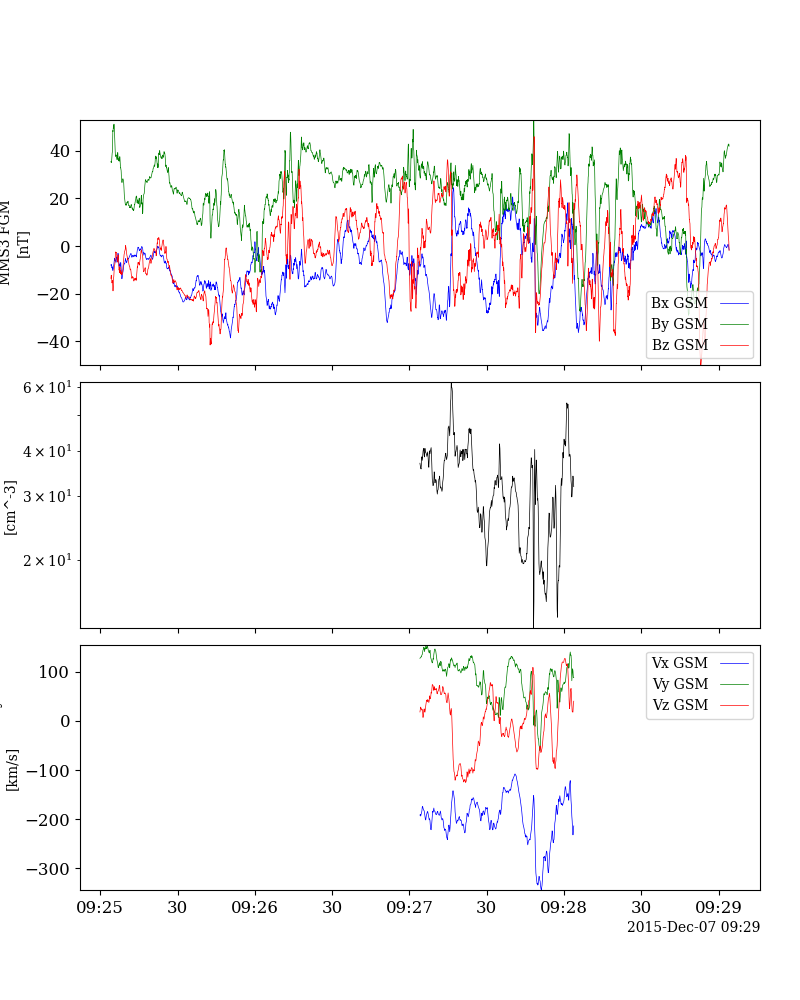 MMS3 FGM
[nT]
40
20
0
−20
−40
Bx GSM
By GSM
Bz GSM
[cm^-3]
6 × 10¹
4 × 10¹
3 × 10¹
2 × 10¹
[km/s]
100
0
−100
−200
−300
Vx GSM
Vy GSM
Vz GSM
09:25 30 09:26 30 09:27 30 09:28 30 09:29
2015-Dec-07 09:29